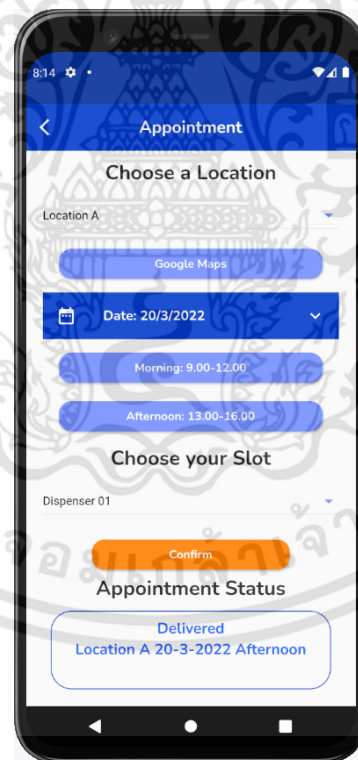 8:14
Appointment
Choose a Location
Location A
Google Maps
Date: 20/3/2022
Morning: 9.00-12.00
Afternoon: 13.00-16.00
Choose your Slot
Dispenser 01
Confirm
Appointment Status
Delivered
Location A 20-3-2022 Afternoon